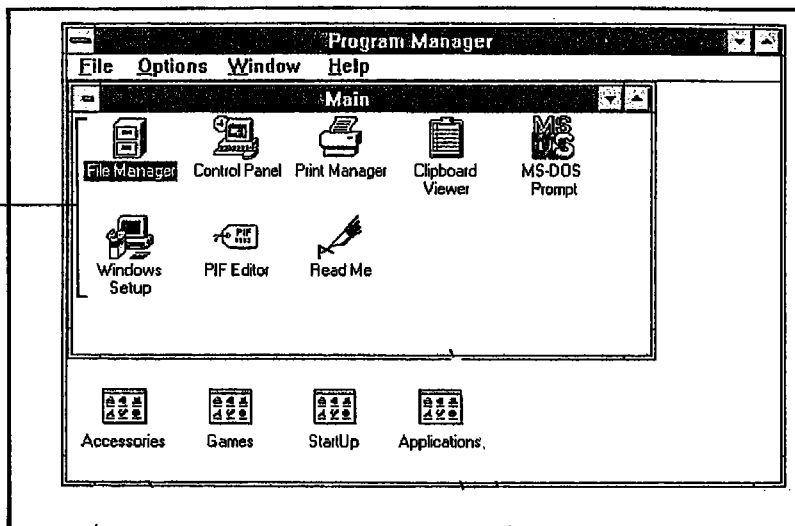 Program Manager
File Options Window Help
Main
File Manager Control Panel Print Manager Clipboard Viewer MS-DOS Prompt
Windows Setup PIF Editor Read Me
Accessories Games StartUp Applications